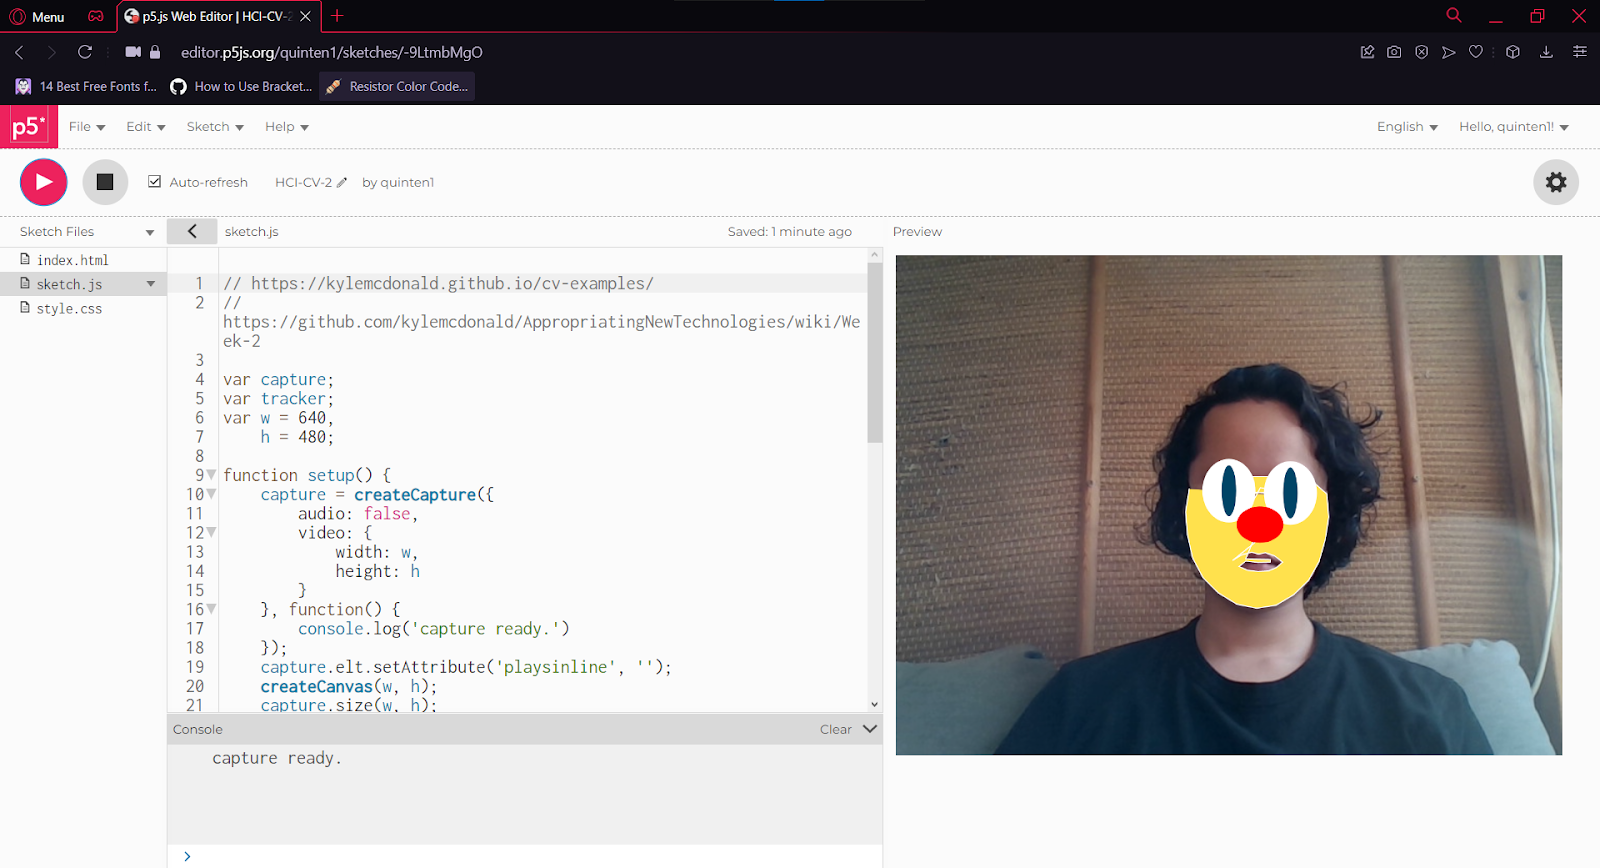 Menu
p5.js Web Editor | HCI-CV-2
editor.p5js.org/quinten1/sketches/-9LtmbMgO
14 Best Free Fonts f...
How to Use Bracket...
Resistor Color Code...
p5*
File
Edit
Sketch
Help
English
Hello, quinten1!
Auto-refresh
HCI-CV-2
by quinten1
Sketch Files
sketch.js
Saved: 1 minute ago
Preview
index.html
sketch.js
style.css
1 // https://kylemcdonald.github.io/cv-examples/
2 //
https://github.com/kylemcdonald/AppropriatingNewTechnologies/wiki/We
ek-2
3
4 var capture;
5 var tracker;
6 var w = 640,
7 h = 480;
8
9 function setup() {
10 capture = createCapture({
11 audio: false,
12 video: {
13 width: w,
14 height: h
15 }
16 }, function() {
17 console.log('capture ready.')
18 });
19 capture.elt.setAttribute('playsinline', '');
20 createCanvas(w, h);
21 capture.size(w, h);
Console
Clear
capture ready.
>